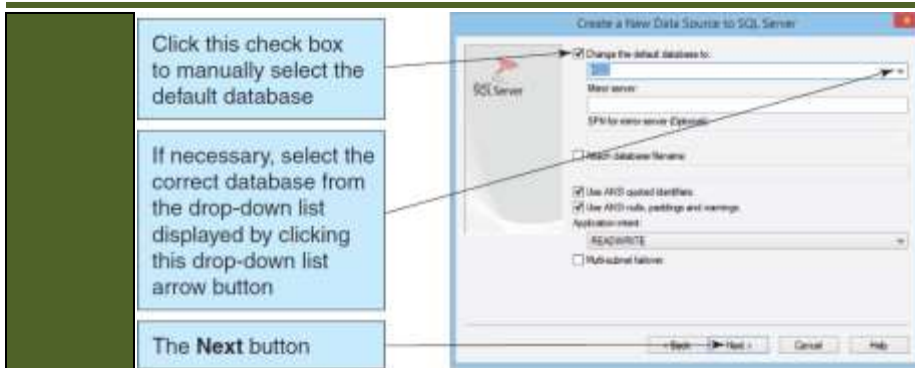 Create a New Data Source to SQL Server
Click this check box
to manually select the
default database
If necessary, select the
correct database from
the drop-down list
displayed by clicking
this drop-down list
arrow button
The Next button
SQL Server
Change the default database to:
Mirror server:
SPN for mirror server (Optional):
Attach database filename:
Use ANSI quoted identifiers.
Use ANSI nulls, paddings and warnings.
Application intent:
READWRITE
Multi-subnet failover.
< Back
Next >
Cancel
Help